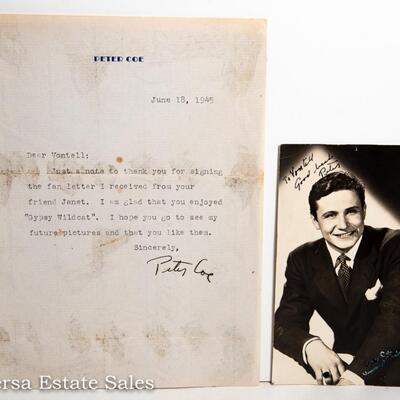 PETER COE
June 18, 1945
Dear Vontell:
Just a note to thank you for signing
the fan letter I received from your
friend Janet. I am glad that you enjoyed
"Gypsy Wildcat". I hope you go to see my
future pictures and that you like them.
Sincerely,
Peter Coe
To Vontell
Good luck
Peter
ersa Estate Sales